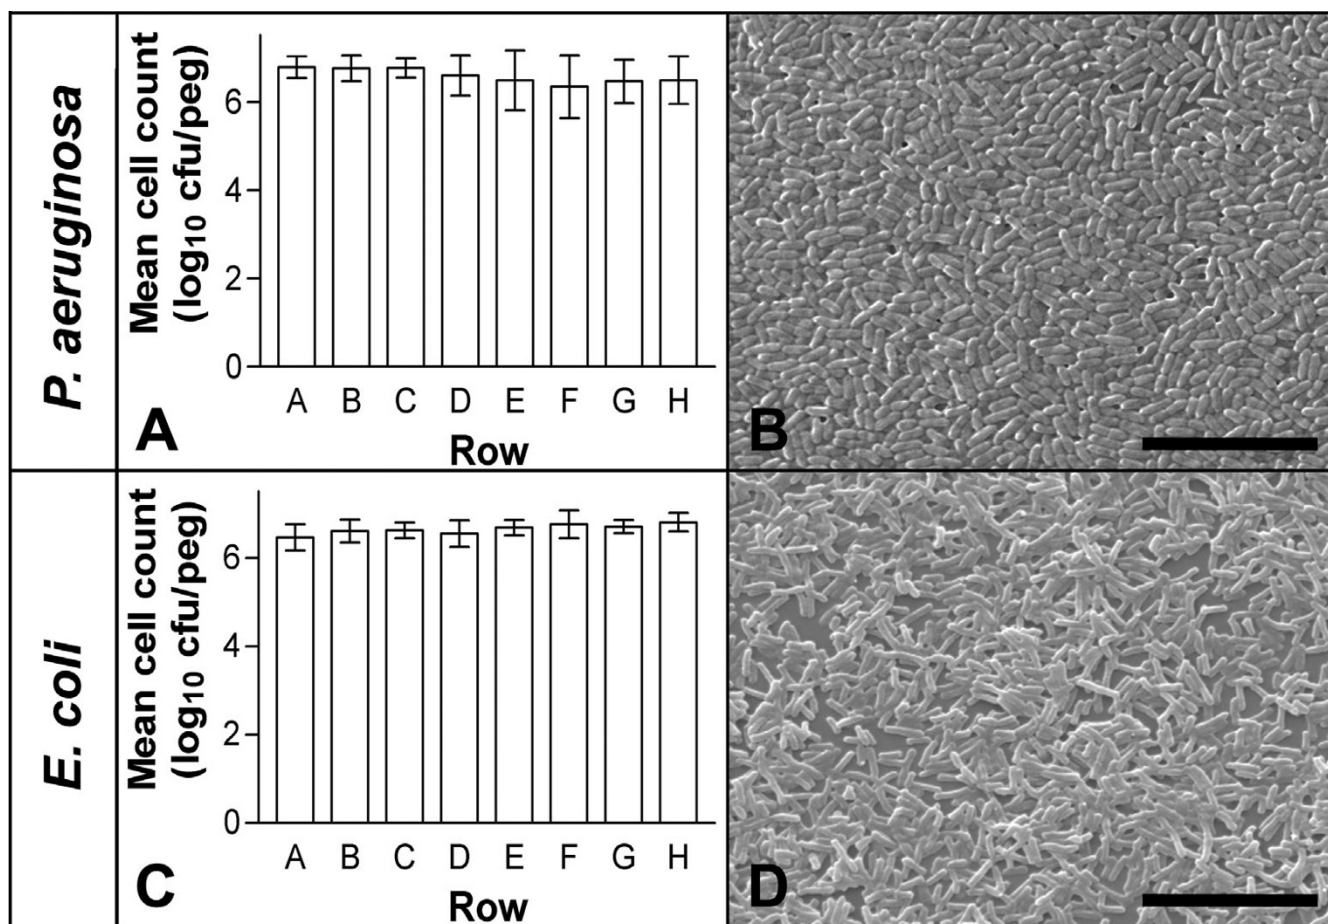 P. aeruginosa
Mean cell count
(log10 cfu/peg)
6
4
2
0
A B C D E F G H
Row
A
B
E. coli
Mean cell count
(log10 cfu/peg)
6
4
2
0
A B C D E F G H
Row
C
D